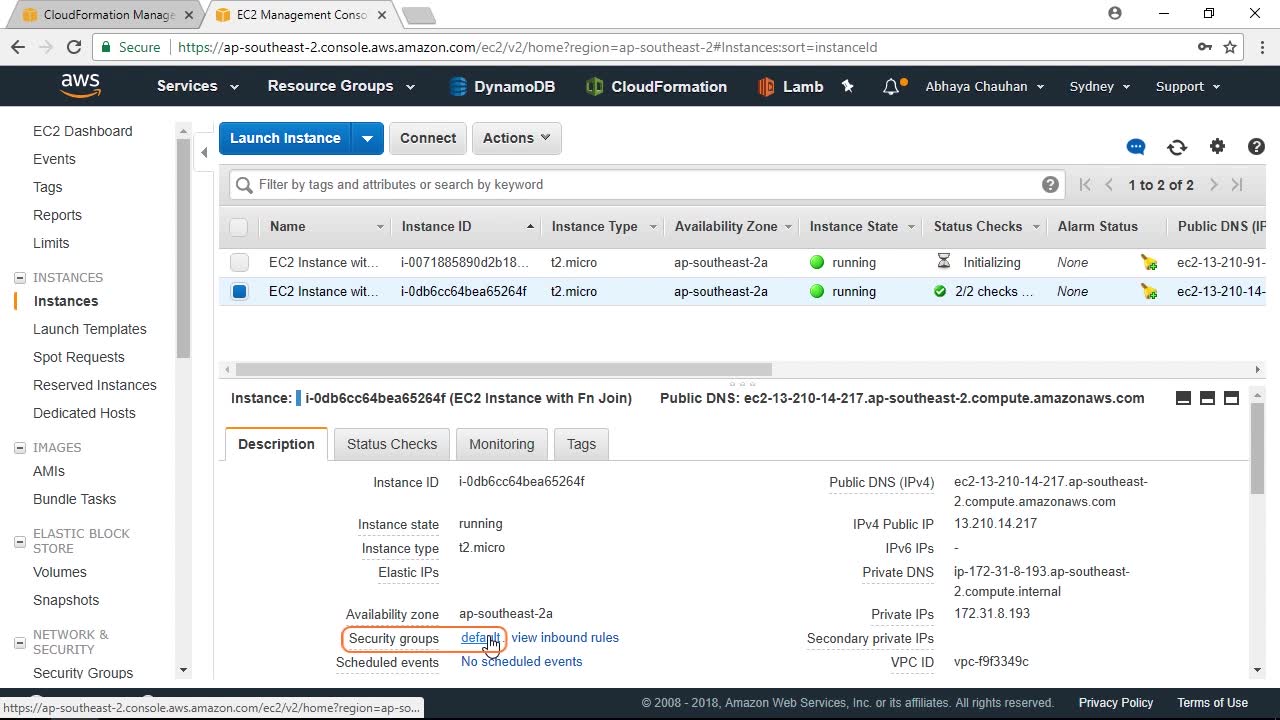 CloudFormation Manage
EC2 Management Conso
Secure
https://ap-southeast-2.console.aws.amazon.com/ec2/v2/home?region=ap-southeast-2#Instances:sort=instanceId
aws
Services
Resource Groups
DynamoDB
CloudFormation
Lamb
Abhaya Chauhan
Sydney
Support
EC2 Dashboard
Events
Tags
Reports
Limits
INSTANCES
Instances
Launch Templates
Spot Requests
Reserved Instances
Dedicated Hosts
IMAGES
AMIs
Bundle Tasks
ELASTIC BLOCK
STORE
Volumes
Snapshots
NETWORK &
SECURITY
Security Groups
Launch Instance
Connect
Actions
Filter by tags and attributes or search by keyword
1 to 2 of 2
Name Instance ID Instance Type Availability Zone Instance State Status Checks Alarm Status Public DNS (IP
EC2 Instance wit... i-0071885890d2b18... t2.micro ap-southeast-2a running Initializing None ec2-13-210-91-
EC2 Instance wit... i-0db6cc64bea65264f t2.micro ap-southeast-2a running 2/2 checks ... None ec2-13-210-14-
Instance: i-0db6cc64bea65264f (EC2 Instance with Fn Join) Public DNS: ec2-13-210-14-217.ap-southeast-2.compute.amazonaws.com
Description Status Checks Monitoring Tags
Instance ID i-0db6cc64bea65264f
Instance state running
Instance type t2.micro
Elastic IPs
Availability zone ap-southeast-2a
Security groups default view inbound rules
Scheduled events No scheduled events
Public DNS (IPv4) ec2-13-210-14-217.ap-southeast-
2.compute.amazonaws.com
IPv4 Public IP 13.210.14.217
IPv6 IPs -
Private DNS ip-172-31-8-193.ap-southeast-
2.compute.internal
Private IPs 172.31.8.193
Secondary private IPs
VPC ID vpc-f9f3349c
https://ap-southeast-2.console.aws.amazon.com/ec2/v2/home?region=ap-so...
© 2008 - 2018, Amazon Web Services, Inc. or its affiliates. All rights reserved.
Privacy Policy
Terms of Use